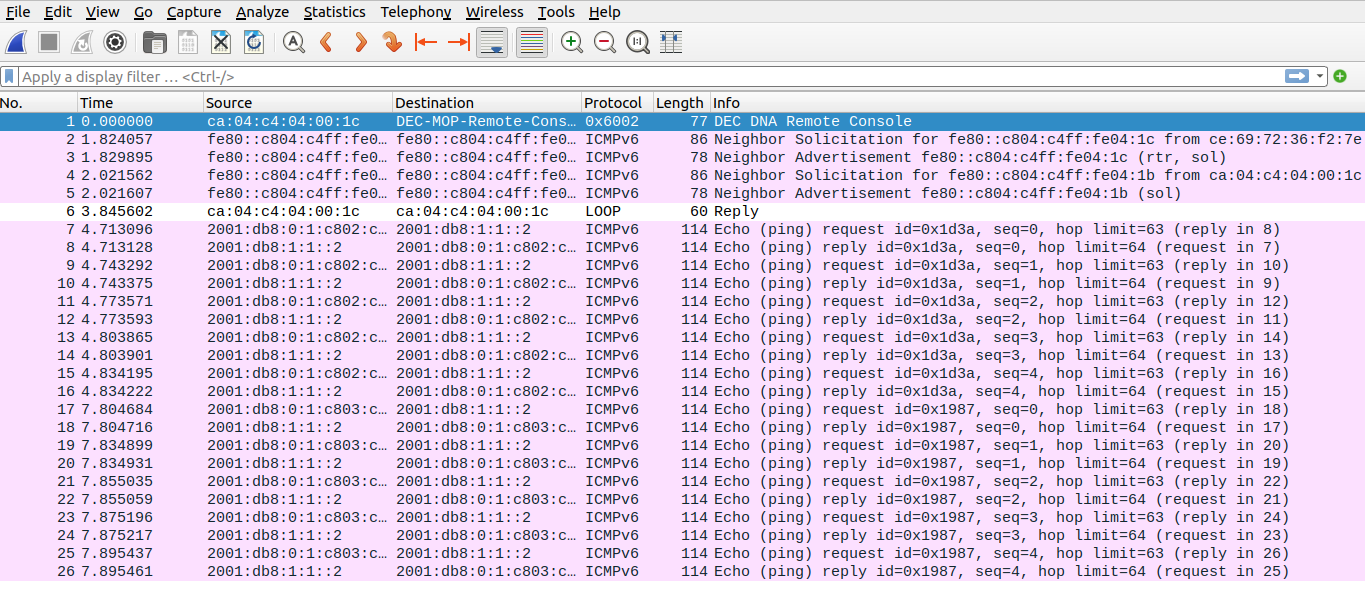 File Edit View Go Capture Analyze Statistics Telephony Wireless Tools Help
Apply a display filter … <Ctrl-/>
No. Time Source Destination Protocol Length Info
1 0.000000 ca:04:c4:04:00:1c DEC-MOP-Remote-Cons… 0x6002 77 DEC DNA Remote Console
2 1.824057 fe80::c804:c4ff:fe0… fe80::c804:c4ff:fe0… ICMPv6 86 Neighbor Solicitation for fe80::c804:c4ff:fe04:1c from ce:69:72:36:f2:7e
3 1.829895 fe80::c804:c4ff:fe0… fe80::c804:c4ff:fe0… ICMPv6 78 Neighbor Advertisement fe80::c804:c4ff:fe04:1c (rtr, sol)
4 2.021562 fe80::c804:c4ff:fe0… fe80::c804:c4ff:fe0… ICMPv6 86 Neighbor Solicitation for fe80::c804:c4ff:fe04:1b from ca:04:c4:04:00:1c
5 2.021607 fe80::c804:c4ff:fe0… fe80::c804:c4ff:fe0… ICMPv6 78 Neighbor Advertisement fe80::c804:c4ff:fe04:1b (sol)
6 3.845602 ca:04:c4:04:00:1c ca:04:c4:04:00:1c LOOP 60 Reply
7 4.713096 2001:db8:0:1:c802:c… 2001:db8:1:1::2 ICMPv6 114 Echo (ping) request id=0x1d3a, seq=0, hop limit=63 (reply in 8)
8 4.713128 2001:db8:1:1::2 2001:db8:0:1:c802:c… ICMPv6 114 Echo (ping) reply id=0x1d3a, seq=0, hop limit=64 (request in 7)
9 4.743292 2001:db8:0:1:c802:c… 2001:db8:1:1::2 ICMPv6 114 Echo (ping) request id=0x1d3a, seq=1, hop limit=63 (reply in 10)
10 4.743375 2001:db8:1:1::2 2001:db8:0:1:c802:c… ICMPv6 114 Echo (ping) reply id=0x1d3a, seq=1, hop limit=64 (request in 9)
11 4.773571 2001:db8:0:1:c802:c… 2001:db8:1:1::2 ICMPv6 114 Echo (ping) request id=0x1d3a, seq=2, hop limit=63 (reply in 12)
12 4.773593 2001:db8:1:1::2 2001:db8:0:1:c802:c… ICMPv6 114 Echo (ping) reply id=0x1d3a, seq=2, hop limit=64 (request in 11)
13 4.803865 2001:db8:0:1:c802:c… 2001:db8:1:1::2 ICMPv6 114 Echo (ping) request id=0x1d3a, seq=3, hop limit=63 (reply in 14)
14 4.803901 2001:db8:1:1::2 2001:db8:0:1:c802:c… ICMPv6 114 Echo (ping) reply id=0x1d3a, seq=3, hop limit=64 (request in 13)
15 4.834195 2001:db8:0:1:c802:c… 2001:db8:1:1::2 ICMPv6 114 Echo (ping) request id=0x1d3a, seq=4, hop limit=63 (reply in 16)
16 4.834222 2001:db8:1:1::2 2001:db8:0:1:c802:c… ICMPv6 114 Echo (ping) reply id=0x1d3a, seq=4, hop limit=64 (request in 15)
17 7.804684 2001:db8:0:1:c803:c… 2001:db8:1:1::2 ICMPv6 114 Echo (ping) request id=0x1987, seq=0, hop limit=63 (reply in 18)
18 7.804716 2001:db8:1:1::2 2001:db8:0:1:c803:c… ICMPv6 114 Echo (ping) reply id=0x1987, seq=0, hop limit=64 (request in 17)
19 7.834899 2001:db8:0:1:c803:c… 2001:db8:1:1::2 ICMPv6 114 Echo (ping) request id=0x1987, seq=1, hop limit=63 (reply in 20)
20 7.834931 2001:db8:1:1::2 2001:db8:0:1:c803:c… ICMPv6 114 Echo (ping) reply id=0x1987, seq=1, hop limit=64 (request in 19)
21 7.855035 2001:db8:0:1:c803:c… 2001:db8:1:1::2 ICMPv6 114 Echo (ping) request id=0x1987, seq=2, hop limit=63 (reply in 22)
22 7.855059 2001:db8:1:1::2 2001:db8:0:1:c803:c… ICMPv6 114 Echo (ping) reply id=0x1987, seq=2, hop limit=64 (request in 21)
23 7.875196 2001:db8:0:1:c803:c… 2001:db8:1:1::2 ICMPv6 114 Echo (ping) request id=0x1987, seq=3, hop limit=63 (reply in 24)
24 7.875217 2001:db8:1:1::2 2001:db8:0:1:c803:c… ICMPv6 114 Echo (ping) reply id=0x1987, seq=3, hop limit=64 (request in 23)
25 7.895437 2001:db8:0:1:c803:c… 2001:db8:1:1::2 ICMPv6 114 Echo (ping) request id=0x1987, seq=4, hop limit=63 (reply in 26)
26 7.895461 2001:db8:1:1::2 2001:db8:0:1:c803:c… ICMPv6 114 Echo (ping) reply id=0x1987, seq=4, hop limit=64 (request in 25)